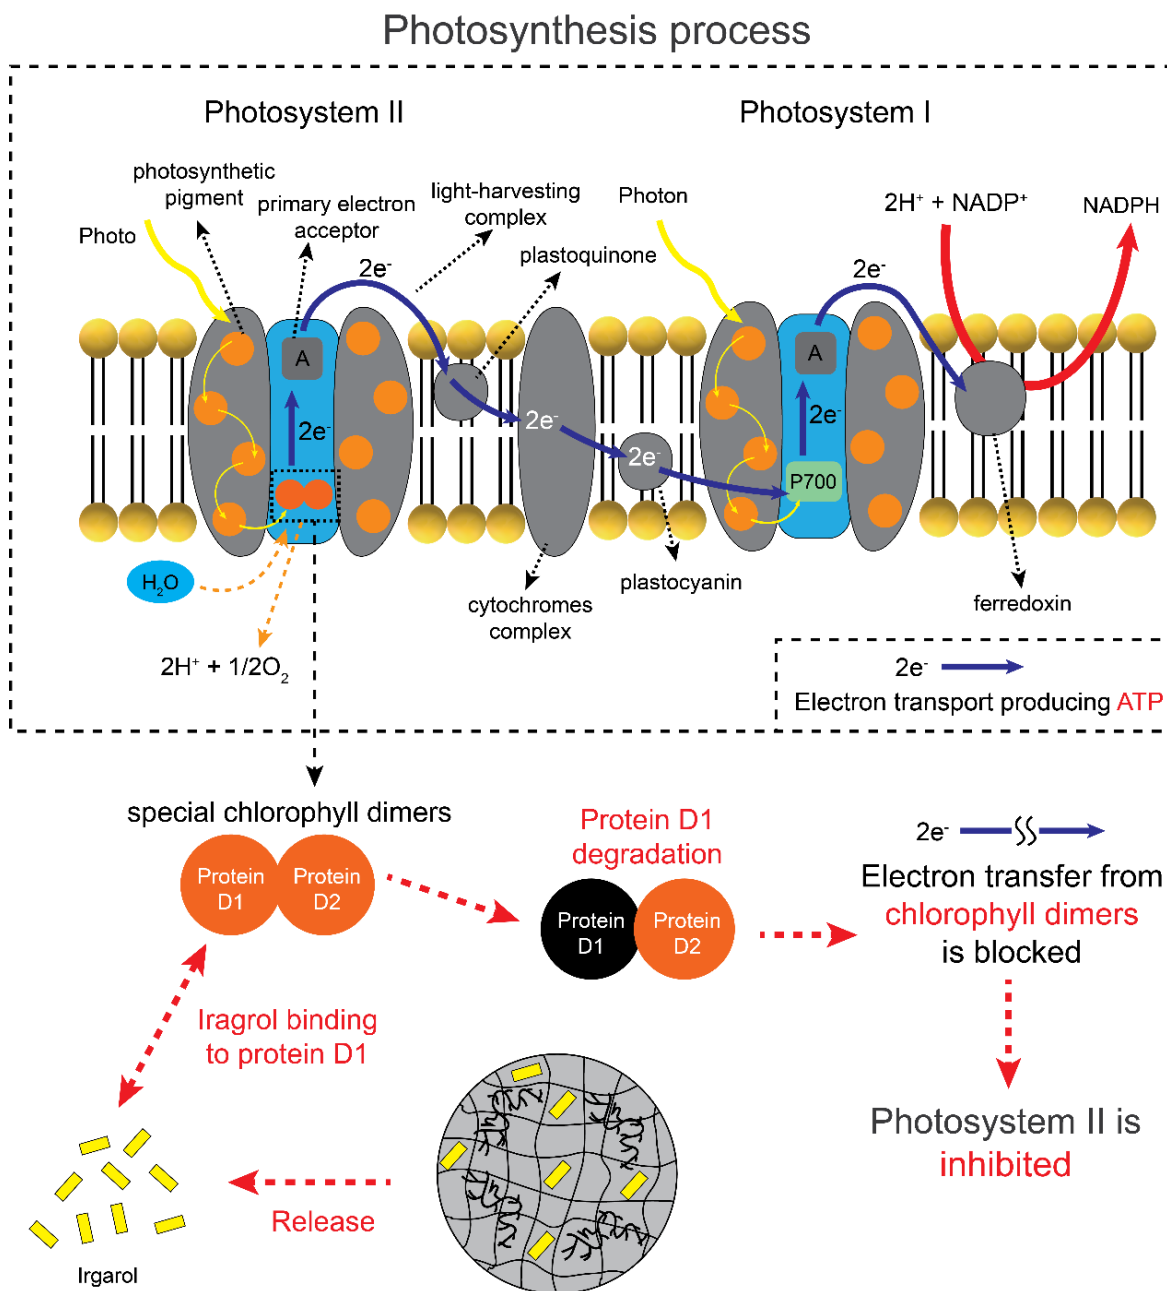 Photosynthesis process
Photosystem II
Photosystem I
photosynthetic
pigment
primary electron
acceptor
light-harvesting
complex
plastoquinone
Photo
Photon
2H⁺ + NADP⁺
NADPH
2e⁻
2e⁻
A
A
2e⁻
2e⁻
2e⁻
2e⁻
P700
H₂O
2H⁺ + 1/2O₂
cytochromes
complex
plastocyanin
ferredoxin
2e⁻
Electron transport producing ATP
special chlorophyll dimers
Protein
D1
Protein
D2
Protein D1
degradation
Protein
D1
Protein
D2
2e⁻
Electron transfer from
chlorophyll dimers
is blocked
Iragrol binding
to protein D1
Photosystem II is
inhibited
Release
Irgarol